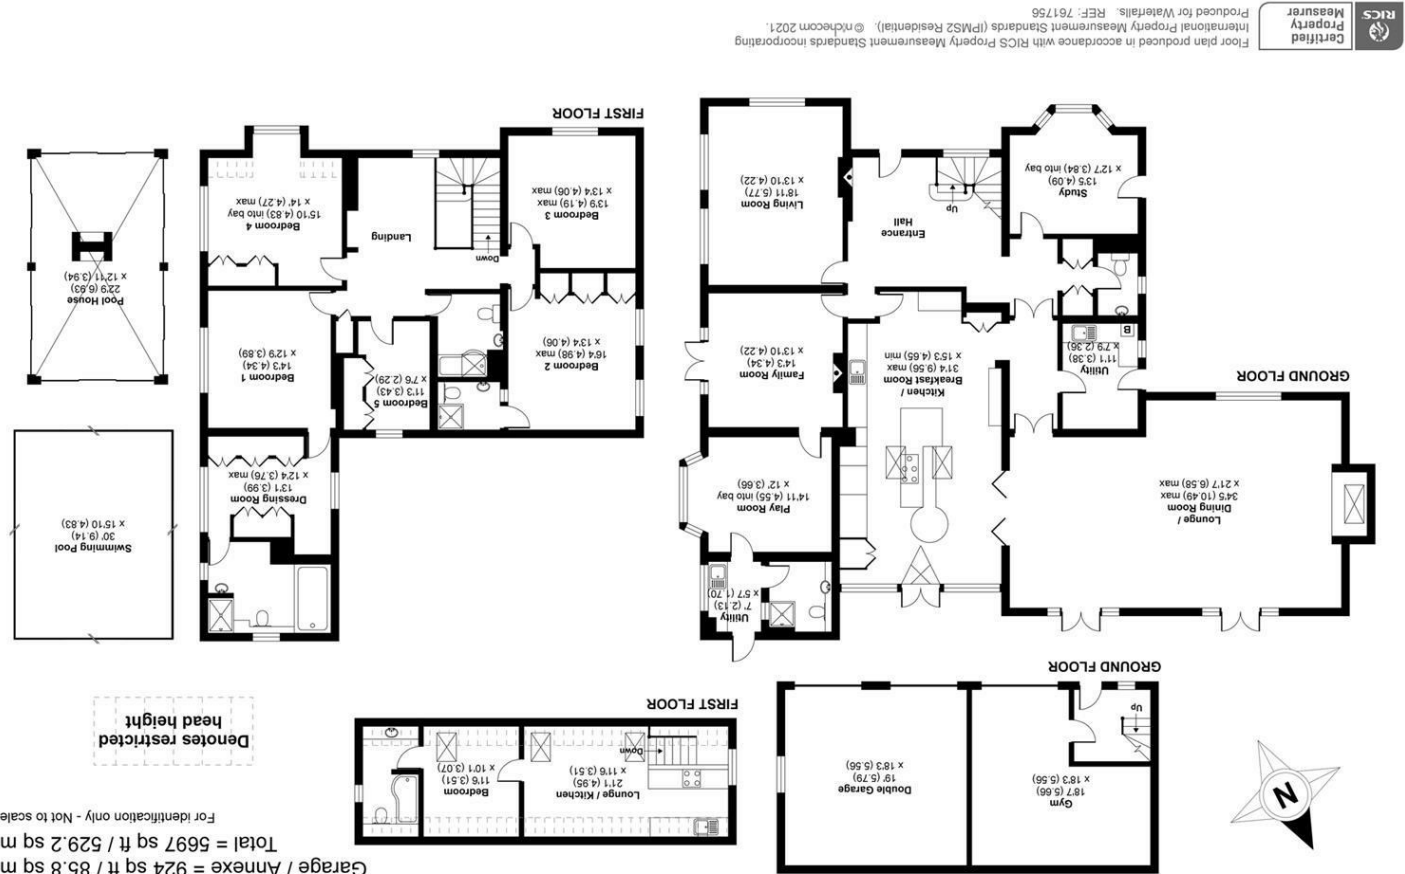 Garage / Annexe = 924 sq ft / 85.8 sq m
Total = 5697 sq ft / 529.2 sq m
For identification only - Not to scale
Denotes restricted
head height
N
Gym
18'7 (5.66)
x 18'3 (5.56)
Up
Double Garage
19' (5.79)
x 18'3 (5.56)
GROUND FLOOR
Lounge / Kitchen
21'1 (4.95)
x 11'6 (3.51)
Down
Bedroom
11'6 (3.51)
x 10'1 (3.07)
FIRST FLOOR
Utility
7' (2.13)
x 5'7 (1.70)
Play Room
14'11 (4.55) into bay
x 12' (3.66)
Lounge /
Dining Room
34'5 (10.49) max
x 21'7 (6.58) max
Kitchen /
Breakfast Room
31'4 (9.56) max
x 15'3 (4.65) min
Family Room
14'3 (4.34)
x 13'10 (4.22)
Utility
11'1 (3.38)
x 7'9 (2.36)
B
GROUND FLOOR
Entrance
Hall
Up
Living Room
18'11 (5.77)
x 13'10 (4.22)
Study
13'5 (4.09)
x 12'7 (3.84) into bay
Dressing Room
13'1 (3.99)
x 12'4 (3.76) max
Swimming Pool
30' (9.14)
x 15'10 (4.83)
Bedroom 2
16'4 (4.98) max
x 13'4 (4.06)
Bedroom 5
11'3 (3.43)
x 7'6 (2.29)
Bedroom 1
14'3 (4.34)
x 12'9 (3.89)
Pool House
22'9 (6.93)
x 12'11 (3.94)
Down
Landing
Bedroom 3
13'9 (4.19) max
x 13'4 (4.06) max
Bedroom 4
15'10 (4.83) into bay
x 14' (4.27) max
FIRST FLOOR
RICS
Certified
Property
Measurer
Floor plan produced in accordance with RICS Property Measurement Standards incorporating
International Property Measurement Standards (IPMS2 Residential). ©nichecom 2021.
Produced for Waterfalls. REF: 761756